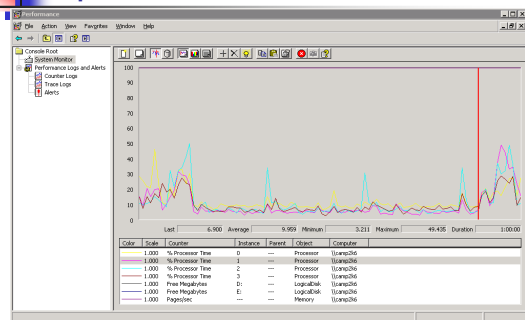 Performance
File Action View Favorites Window Help
Console Root
System Monitor
Performance Logs and Alerts
Counter Logs
Trace Logs
Alerts
100
90
80
70
60
50
40
30
20
10
0
Last 6.900 Average 9.959 Minimum 3.211 Maximum 49.435 Duration 1:00:00
Color Scale Counter Instance Parent Object Computer
1.000 % Processor Time 0 --- Processor \\camp2k6
1.000 % Processor Time 1 --- Processor \\camp2k6
1.000 % Processor Time 2 --- Processor \\camp2k6
1.000 % Processor Time 3 --- Processor \\camp2k6
1.000 Free Megabytes D: --- LogicalDisk \\camp2k6
1.000 Free Megabytes E: --- LogicalDisk \\camp2k6
1.000 Pages/sec --- --- Memory \\camp2k6